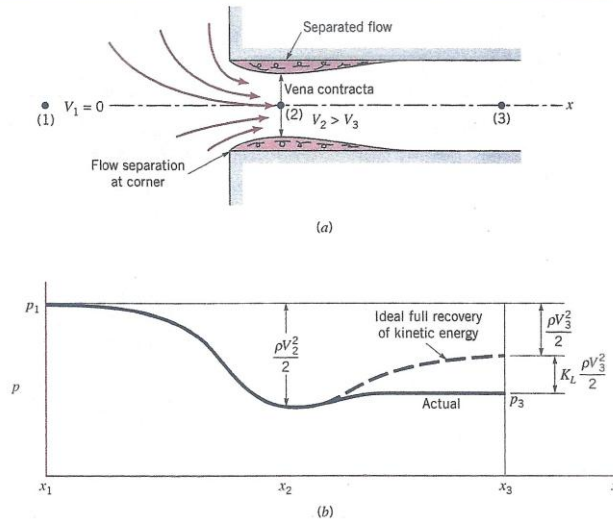 Separated flow
Vena contracta
V₁ = 0
x
(1)
(2)
V₂ > V₃
(3)
Flow separation
at corner
(a)
p₁
Ideal full recovery
of kinetic energy
ρV₃²/2
ρV₂²/2
K_L ρV₃²/2
p
Actual
p₃
x₁
x₂
x₃
x
(b)